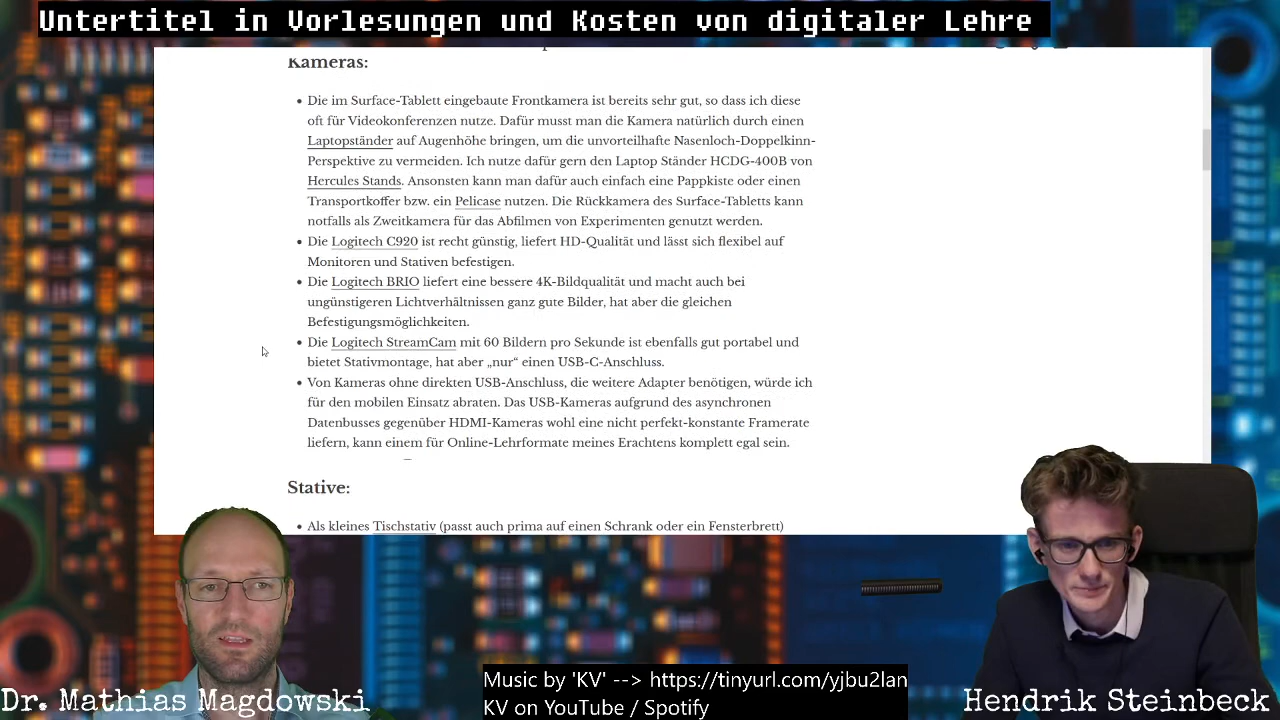 Untertitel in Vorlesungen und Kosten von digitaler Lehre
Kameras:
• Die im Surface-Tablett eingebaute Frontkamera ist bereits sehr gut, so dass ich diese
oft für Videokonferenzen nutze. Dafür musst man die Kamera natürlich durch einen
Laptopständer auf Augenhöhe bringen, um die unvorteilhafte Nasenloch-Doppelkinn-
Perspektive zu vermeiden. Ich nutze dafür gern den Laptop Ständer HCDG-400B von
Hercules Stands. Ansonsten kann man dafür auch einfach eine Pappkiste oder einen
Transportkoffer bzw. ein Pelicase nutzen. Die Rückkamera des Surface-Tabletts kann
notfalls als Zweitkamera für das Abfilmen von Experimenten genutzt werden.
• Die Logitech C920 ist recht günstig, liefert HD-Qualität und lässt sich flexibel auf
Monitoren und Stativen befestigen.
• Die Logitech BRIO liefert eine bessere 4K-Bildqualität und macht auch bei
ungünstigeren Lichtverhältnissen ganz gute Bilder, hat aber die gleichen
Befestigungsmöglichkeiten.
• Die Logitech StreamCam mit 60 Bildern pro Sekunde ist ebenfalls gut portabel und
bietet Stativmontage, hat aber „nur“ einen USB-C-Anschluss.
• Von Kameras ohne direkten USB-Anschluss, die weitere Adapter benötigen, würde ich
für den mobilen Einsatz abraten. Das USB-Kameras aufgrund des asynchronen
Datenbusses gegenüber HDMI-Kameras wohl eine nicht perfekt-konstante Framerate
liefern, kann einem für Online-Lehrformate meines Erachtens komplett egal sein.
Stative:
• Als kleines Tischstativ (passt auch prima auf einen Schrank oder ein Fensterbrett)
Dr. Mathias Magdowski
Music by 'KV' --> https://tinyurl.com/yjbu2lan
KV on YouTube / Spotify
Hendrik Steinbeck